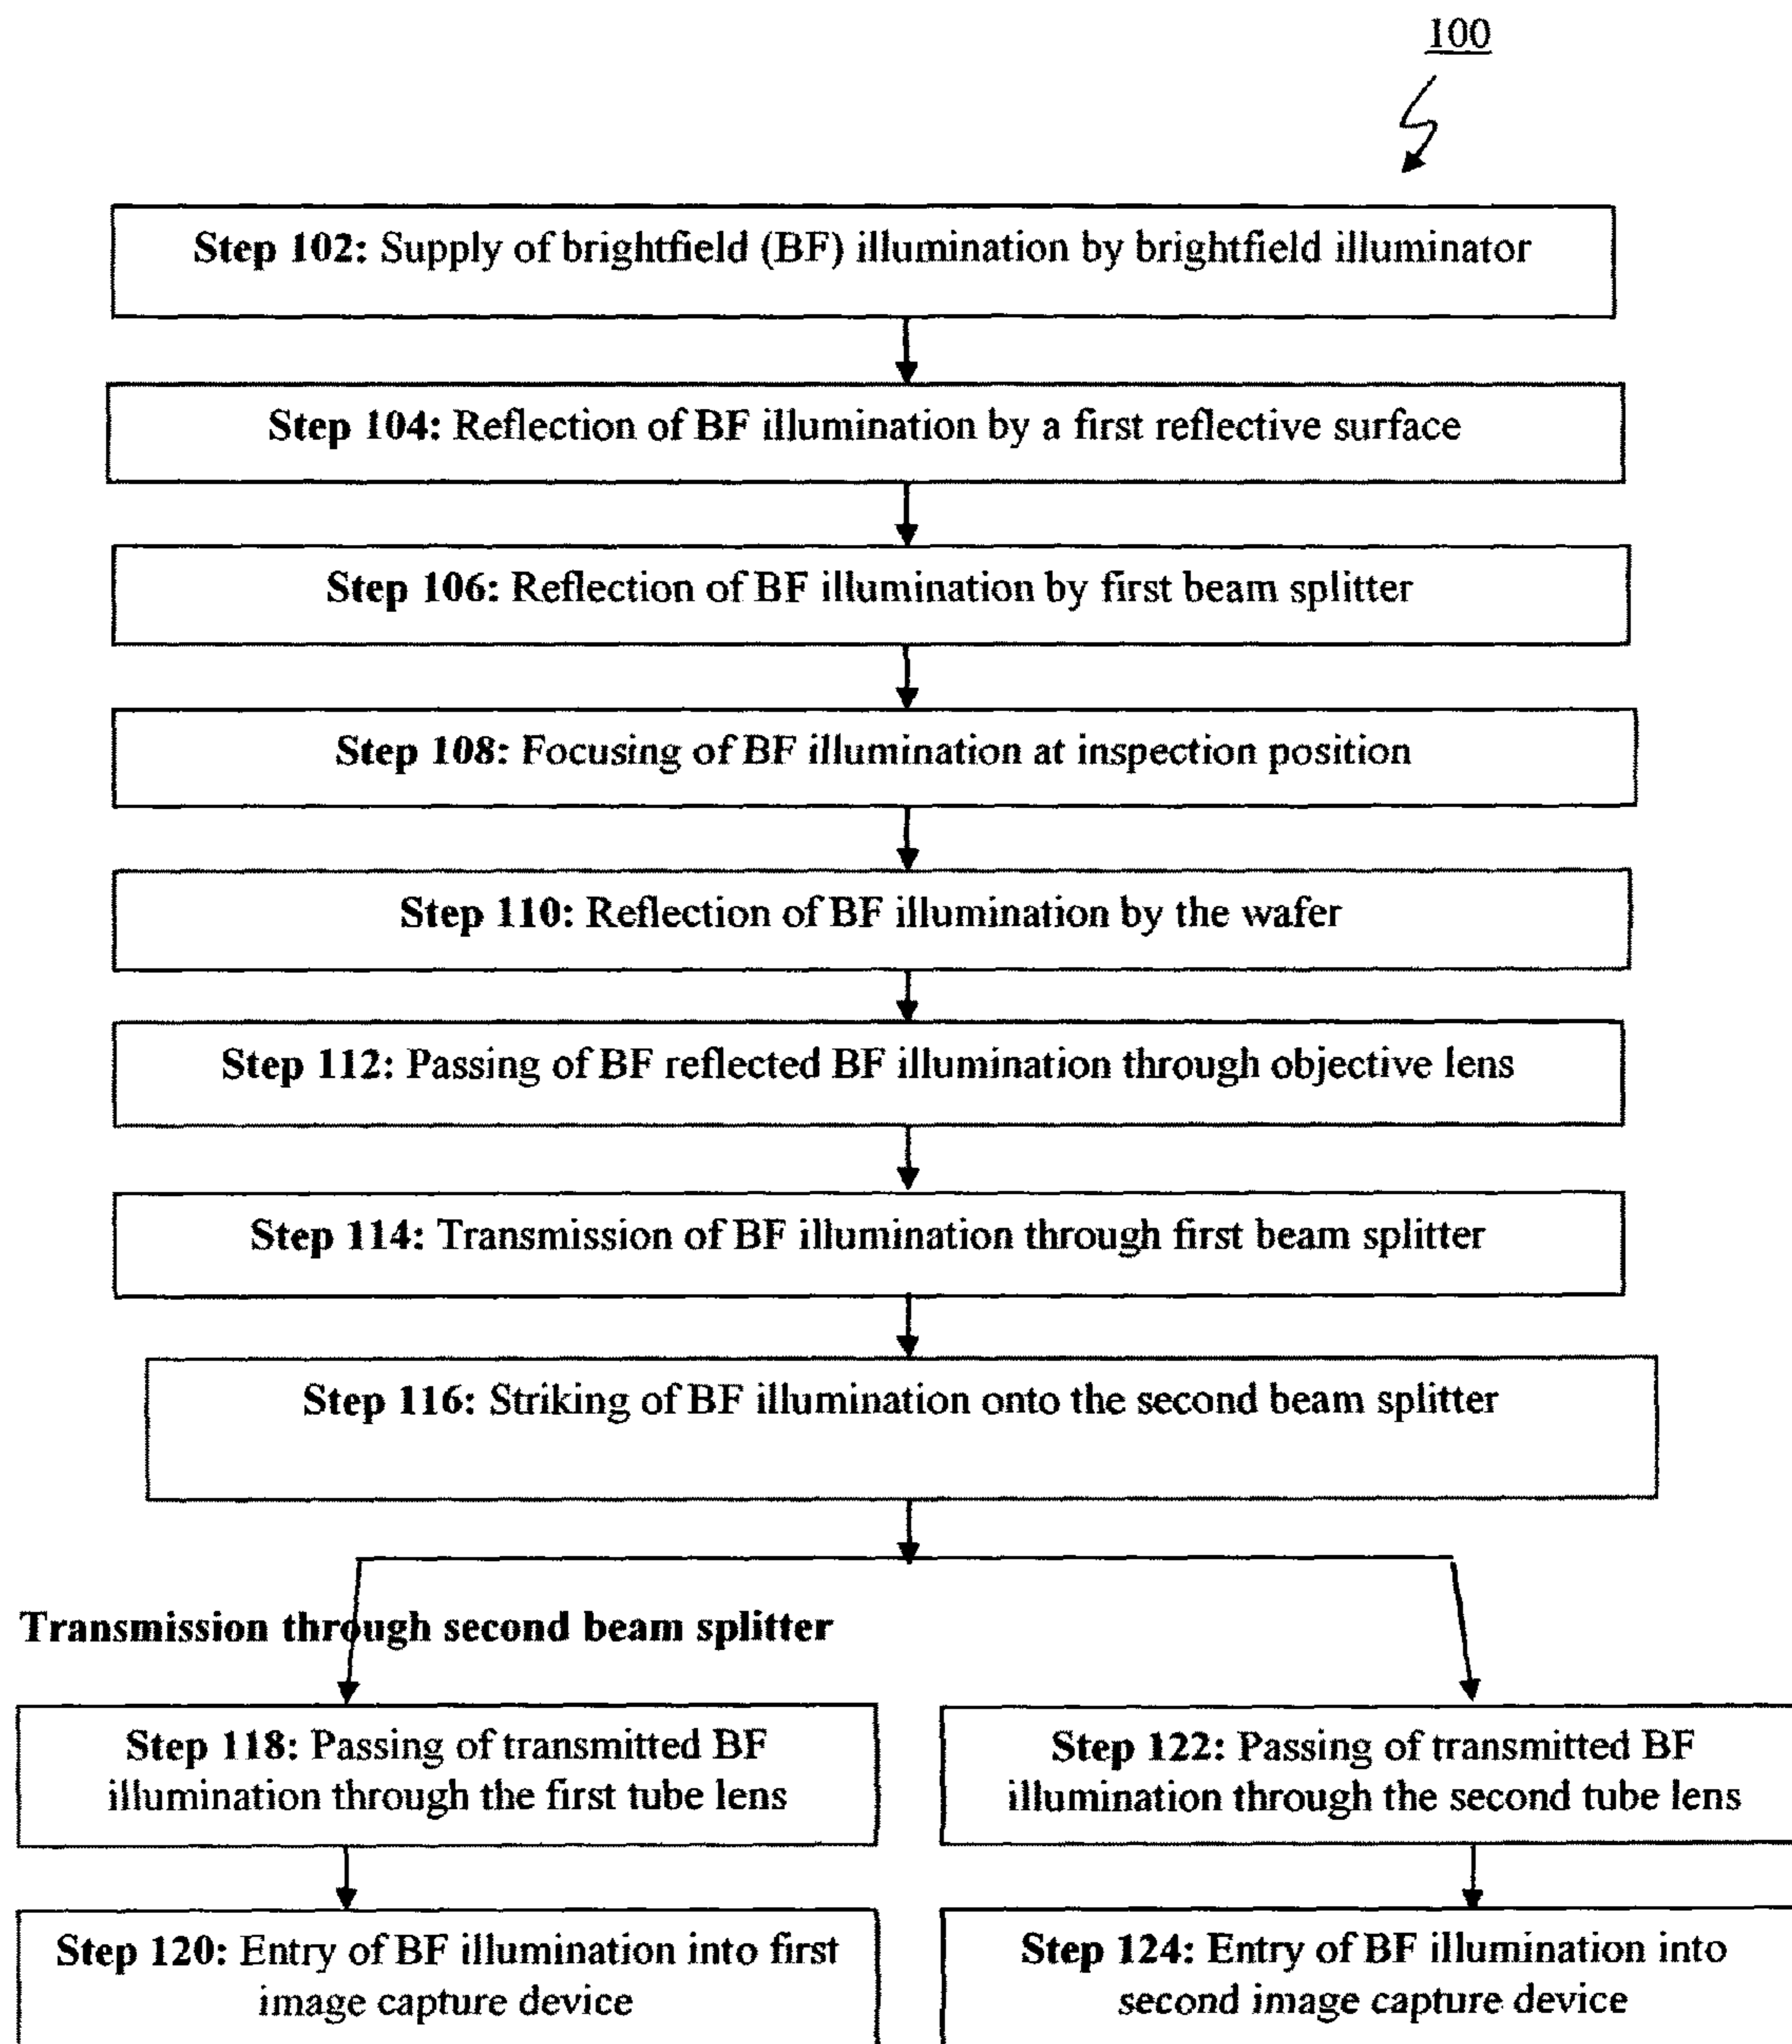 100
Step 102: Supply of brightfield (BF) illumination by brightfield illuminator
Step 104: Reflection of BF illumination by a first reflective surface
Step 106: Reflection of BF illumination by first beam splitter
Step 108: Focusing of BF illumination at inspection position
Step 110: Reflection of BF illumination by the wafer
Step 112: Passing of BF reflected BF illumination through objective lens
Step 114: Transmission of BF illumination through first beam splitter
Step 116: Striking of BF illumination onto the second beam splitter
Transmission through second beam splitter
Step 118: Passing of transmitted BF
illumination through the first tube lens
Step 122: Passing of transmitted BF
illumination through the second tube lens
Step 120: Entry of BF illumination into first
image capture device
Step 124: Entry of BF illumination into
second image capture device